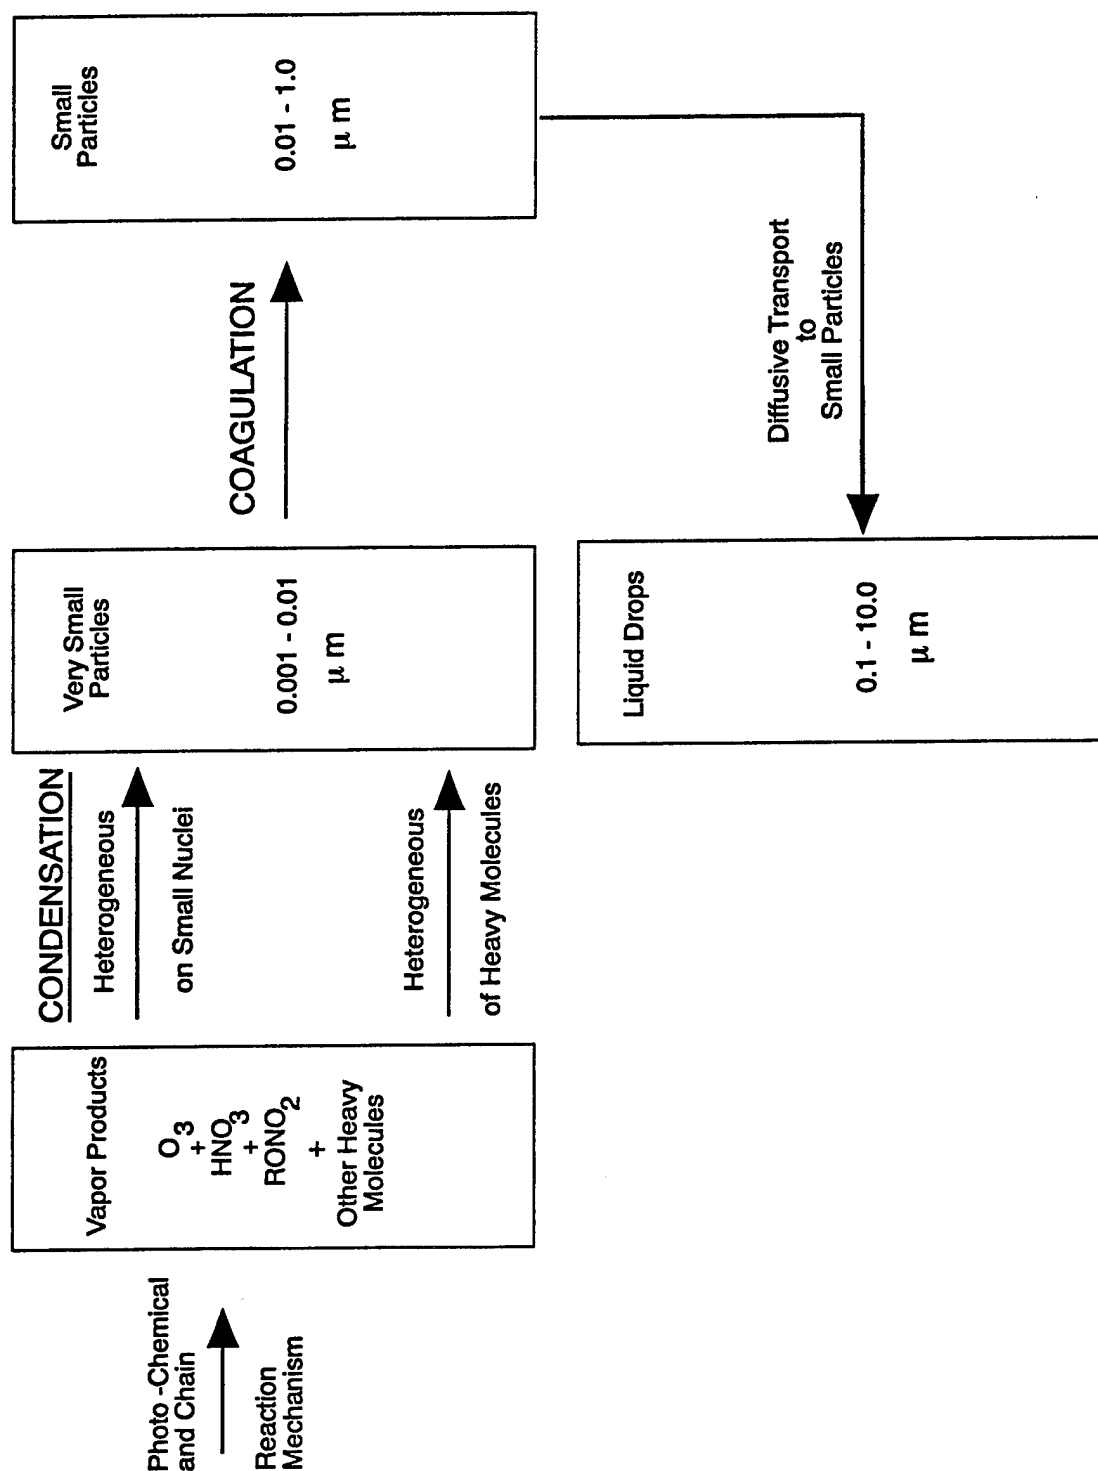 Photo -Chemical
and Chain
Reaction
Mechanism
Vapor Products
O3
+
HNO3
+
RONO2
+
Other Heavy
Molecules
CONDENSATION
Heterogeneous
on Small Nuclei
Heterogeneous
of Heavy Molecules
Very Small
Particles
0.001 - 0.01
μ m
COAGULATION
Small
Particles
0.01 - 1.0
μ m
Diffusive Transport
to
Small Particles
Liquid Drops
0.1 - 10.0
μ m